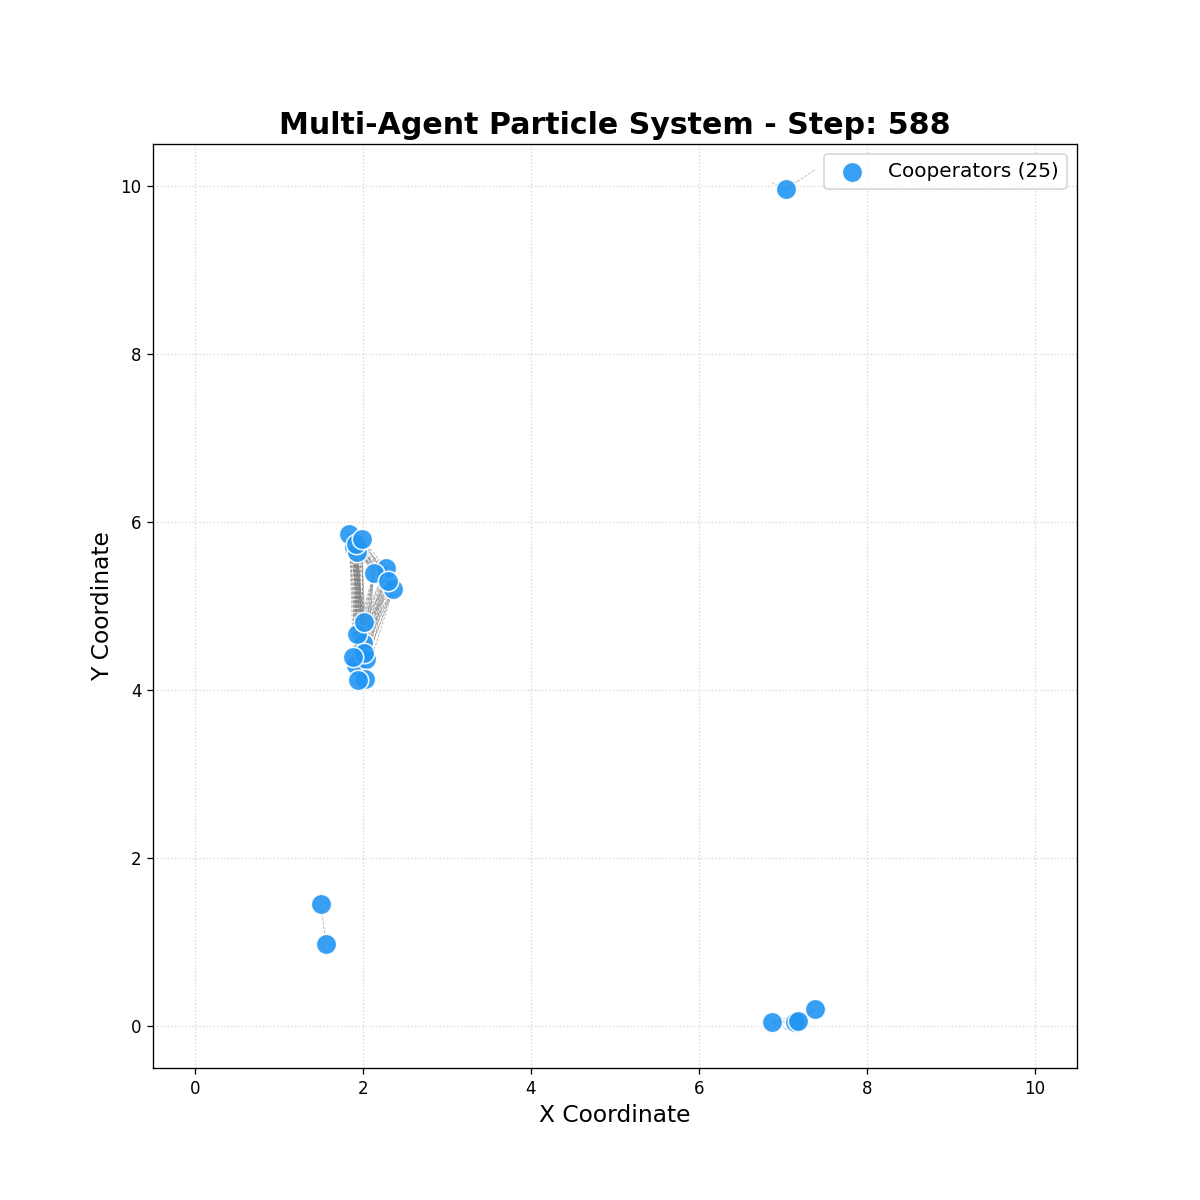 Multi-Agent Particle System - Step: 588
Cooperators (25)
10
8
6
4
2
0
Y Coordinate
0 2 4 6 8 10
X Coordinate